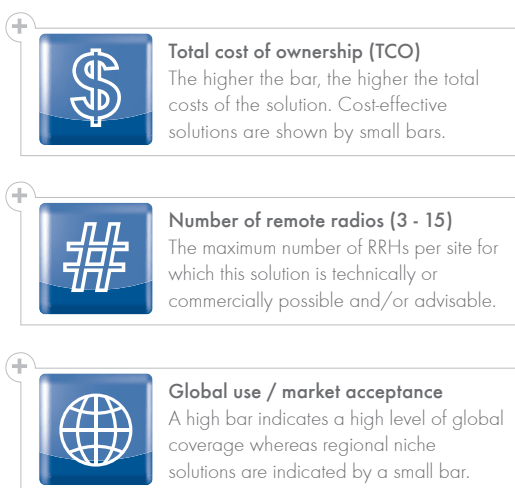 Total cost of ownership (TCO)
The higher the bar, the higher the total
costs of the solution. Cost-effective
solutions are shown by small bars.
Number of remote radios (3 - 15)
The maximum number of RRHs per site for
which this solution is technically or
commercially possible and/or advisable.
Global use / market acceptance
A high bar indicates a high level of global
coverage whereas regional niche
solutions are indicated by a small bar.